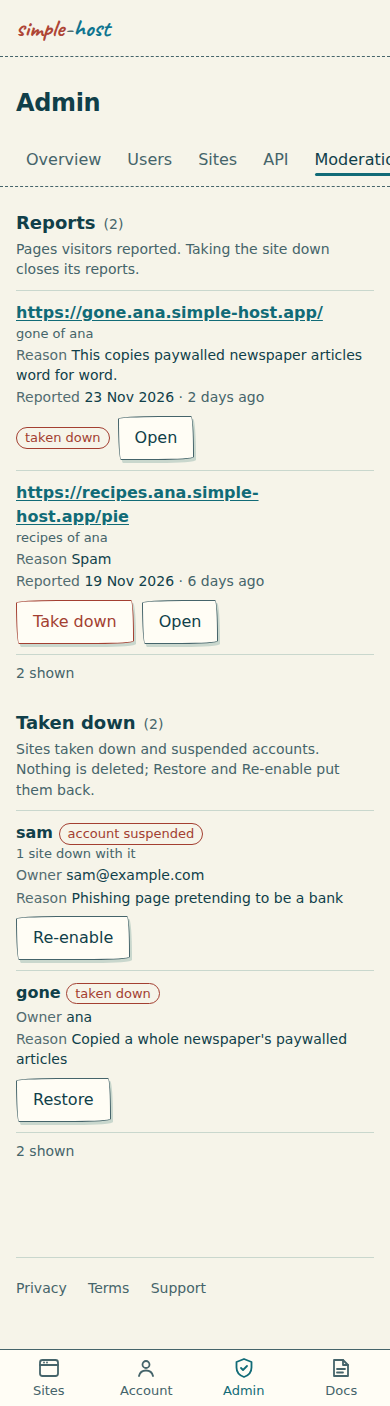 simple-host
Admin
Overview Users Sites API Moderatio
Reports (2)
Pages visitors reported. Taking the site down
closes its reports.
https://gone.ana.simple-host.app/
gone of ana
Reason This copies paywalled newspaper articles
word for word.
Reported 23 Nov 2026 · 2 days ago
taken down Open
https://recipes.ana.simple-
host.app/pie
recipes of ana
Reason Spam
Reported 19 Nov 2026 · 6 days ago
Take down Open
2 shown
Taken down (2)
Sites taken down and suspended accounts.
Nothing is deleted; Restore and Re-enable put
them back.
sam account suspended
1 site down with it
Owner sam@example.com
Reason Phishing page pretending to be a bank
Re-enable
gone taken down
Owner ana
Reason Copied a whole newspaper's paywalled
articles
Restore
2 shown
Privacy Terms Support
Sites Account Admin Docs